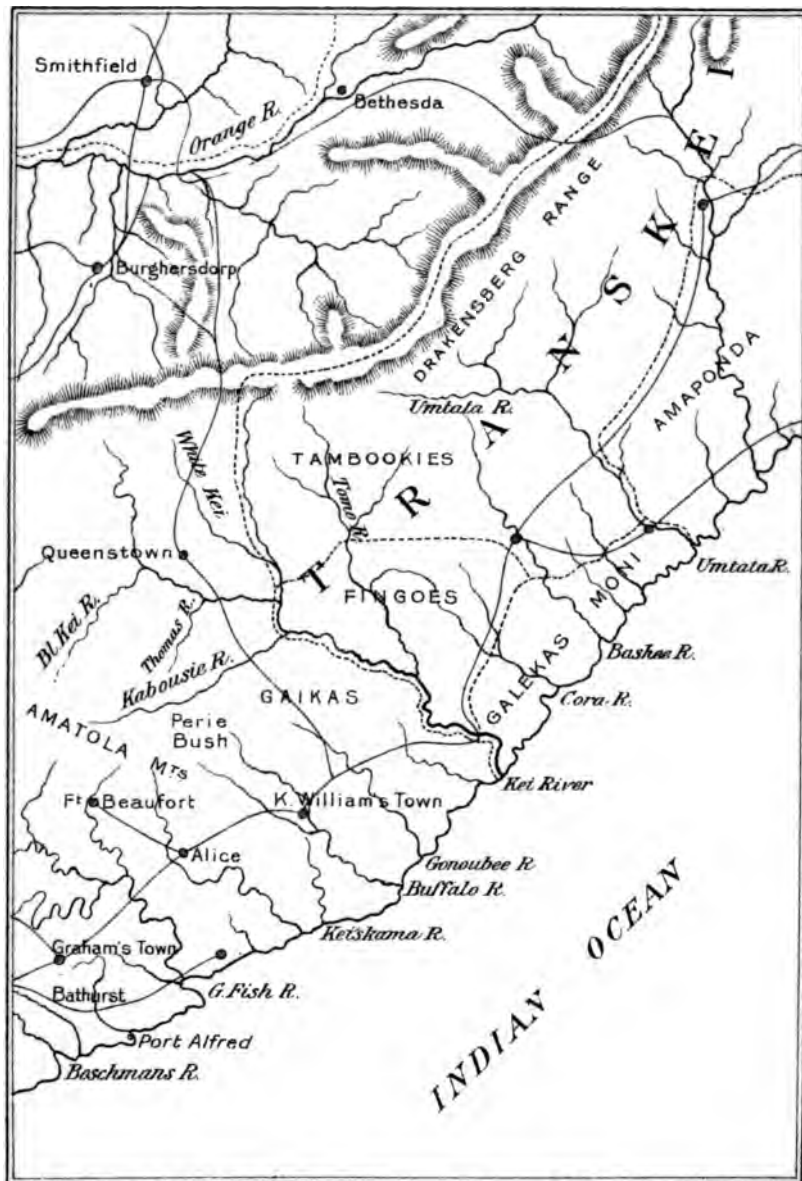 Smithfield
Bethesda
Orange R.
Burghersdorp
DRAKENSBERG RANGE
TRANSKEI
AMAPONDA
Umtata R.
White Kei
TAMBOOKIES
Tomo R.
Queenstown
FINGOES
MONI
Umtata R.
Bl. Kei R.
Thomas R.
Kabousie R.
GAIKAS
GALEKAS
Bashee R.
Cora R.
AMATOLA MTS
Perie
Bush
Kei River
Ft Beaufort
K. William's Town
Alice
Gonoubee R
Buffalo R.
Keiskama R.
Graham's Town
Bathurst
G. Fish R.
Port Alfred
Boschmans R.
INDIAN OCEAN